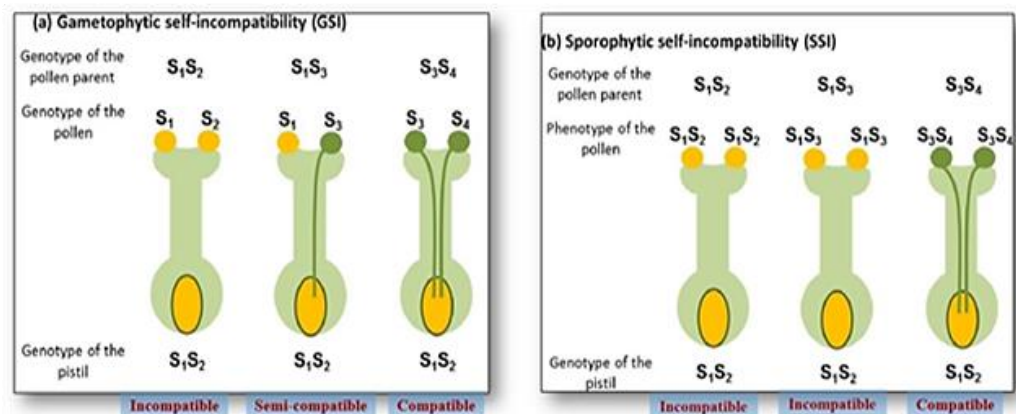 (a) Gametophytic self-incompatibility (GSI)
Genotype of the
pollen parent
S₁S₂ S₁S₃ S₃S₄
Genotype of the
pollen
S₁ S₂ S₁ S₃ S₃ S₄
Genotype of the
pistil
S₁S₂ S₁S₂ S₁S₂
Incompatible Semi-compatible Compatible
(b) Sporophytic self-incompatibility (SSI)
Genotype of the
pollen parent
S₁S₂ S₁S₃ S₃S₄
Phenotype of the
pollen
S₁S₂ S₁S₂ S₁S₃ S₁S₃ S₃S₄ S₃S₄
Genotype of the
pistil
S₁S₂ S₁S₂ S₁S₂
Incompatible Incompatible Compatible